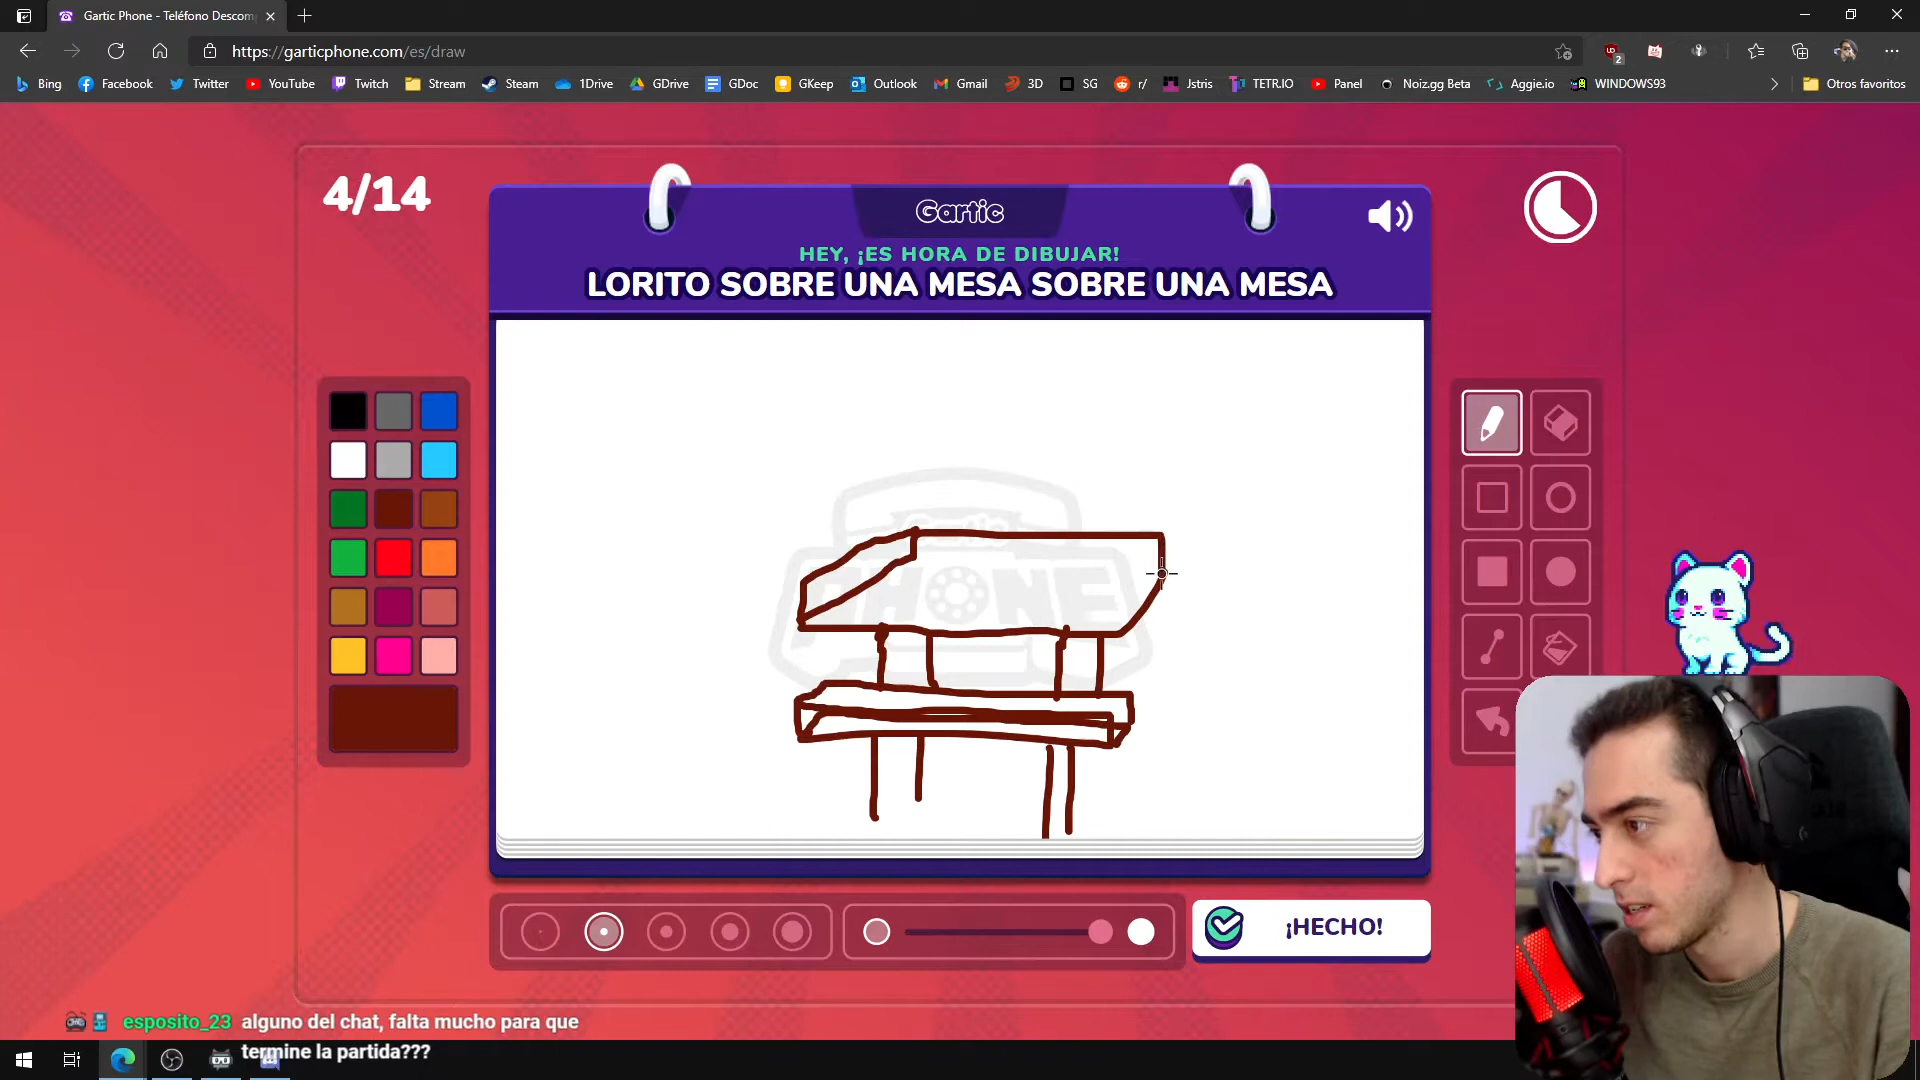 Gartic Phone - Teléfono Descom
https://garticphone.com/es/draw
2
Bing Facebook Twitter YouTube Twitch Stream Steam 1Drive GDrive GDoc GKeep Outlook Gmail 3D SG r/ Jstris TETR.IO Panel Noiz.gg Beta Aggie.io WINDOWS93 Otros favoritos
4/14
Gartic
HEY, ¡ES HORA DE DIBUJAR!
LORITO SOBRE UNA MESA SOBRE UNA MESA
Gartic
PHONE
¡HECHO!
esposito_23 alguno del chat, falta mucho para que
termine la partida???